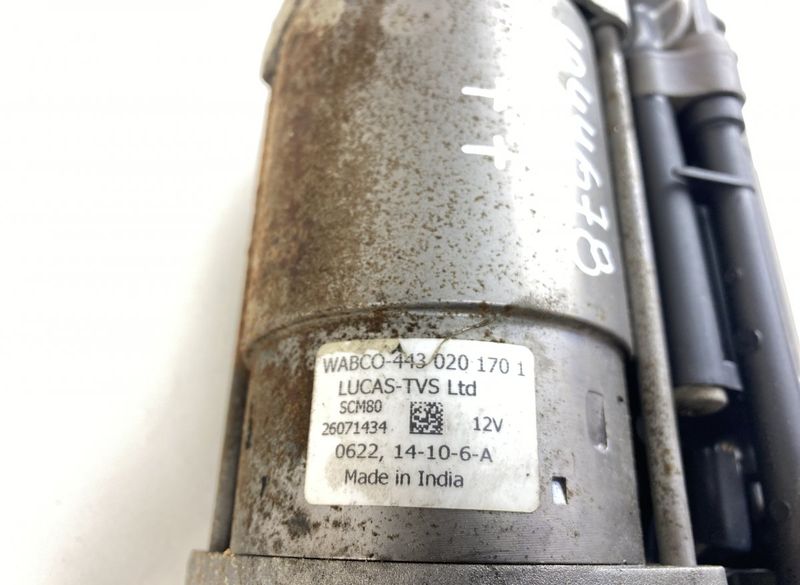 WABCO-443 020 170 1
LUCAS-TVS Ltd
SCM80
26071434
12V
0622, 14-10-6-A
Made in India